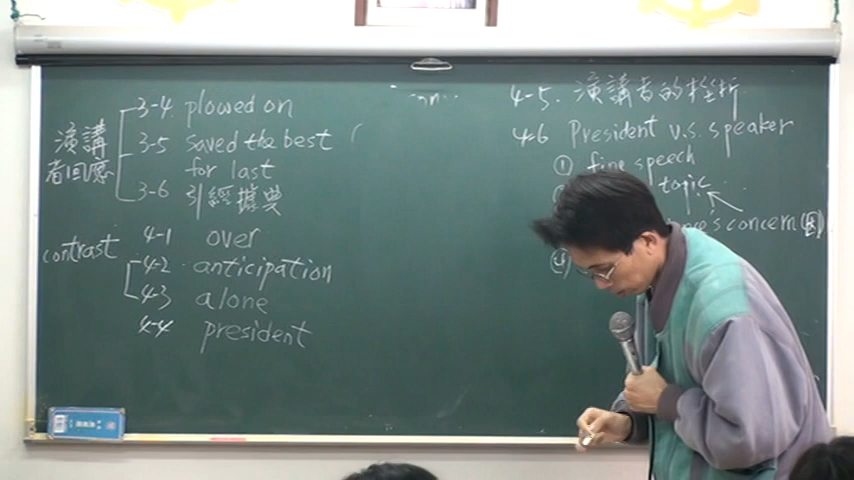 3-4 plowed on
演講者回應
3-5 saved the best
for last
3-6 引經據典
4-1 over
contrast
4-2 anticipation
4-3 alone
4-4 president
4-5. 演講者的挫折
4-6 President v.s. speaker
① fine speech
topic
concern